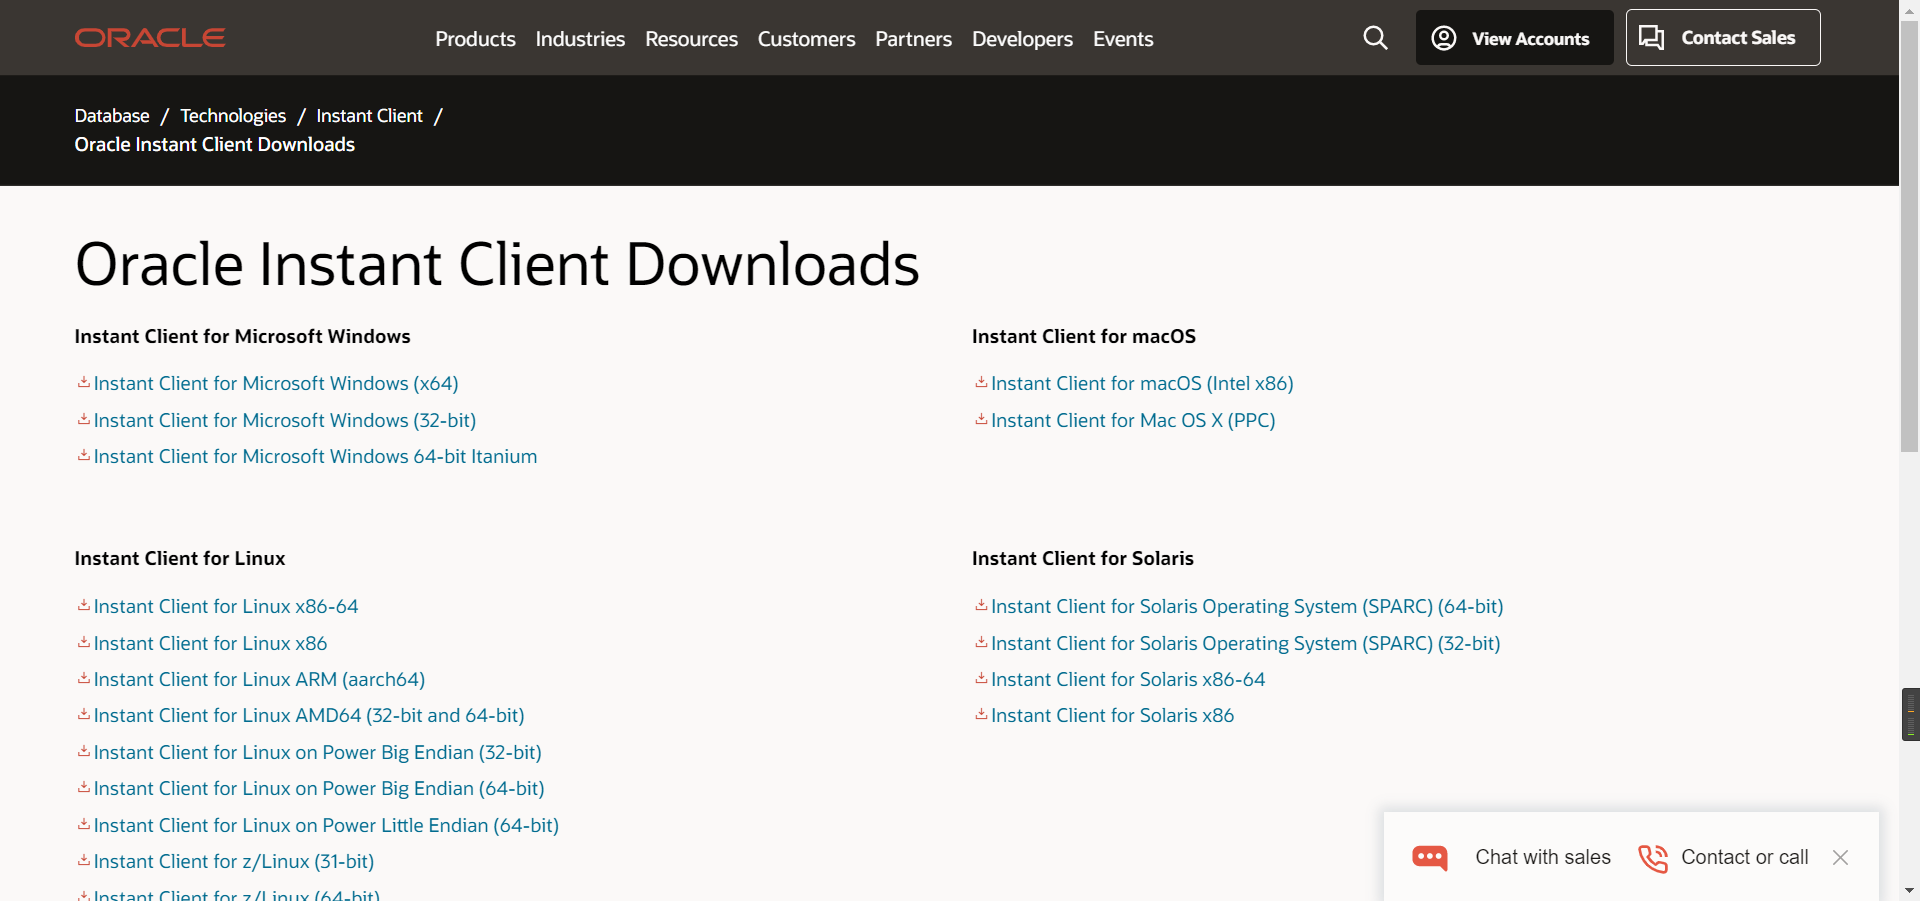 ORACLE
Products Industries Resources Customers Partners Developers Events
View Accounts
Contact Sales
Database / Technologies / Instant Client /
Oracle Instant Client Downloads
Oracle Instant Client Downloads
Instant Client for Microsoft Windows
Instant Client for Microsoft Windows (x64)
Instant Client for Microsoft Windows (32-bit)
Instant Client for Microsoft Windows 64-bit Itanium
Instant Client for macOS
Instant Client for macOS (Intel x86)
Instant Client for Mac OS X (PPC)
Instant Client for Linux
Instant Client for Linux x86-64
Instant Client for Linux x86
Instant Client for Linux ARM (aarch64)
Instant Client for Linux AMD64 (32-bit and 64-bit)
Instant Client for Linux on Power Big Endian (32-bit)
Instant Client for Linux on Power Big Endian (64-bit)
Instant Client for Linux on Power Little Endian (64-bit)
Instant Client for z/Linux (31-bit)
Instant Client for z/Linux (64-bit)
Instant Client for Solaris
Instant Client for Solaris Operating System (SPARC) (64-bit)
Instant Client for Solaris Operating System (SPARC) (32-bit)
Instant Client for Solaris x86-64
Instant Client for Solaris x86
Chat with sales
Contact or call